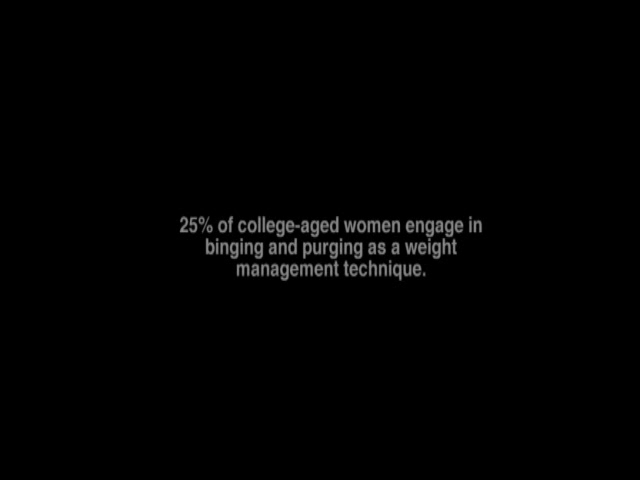 25% of college-aged women engage in
binging and purging as a weight
management technique.